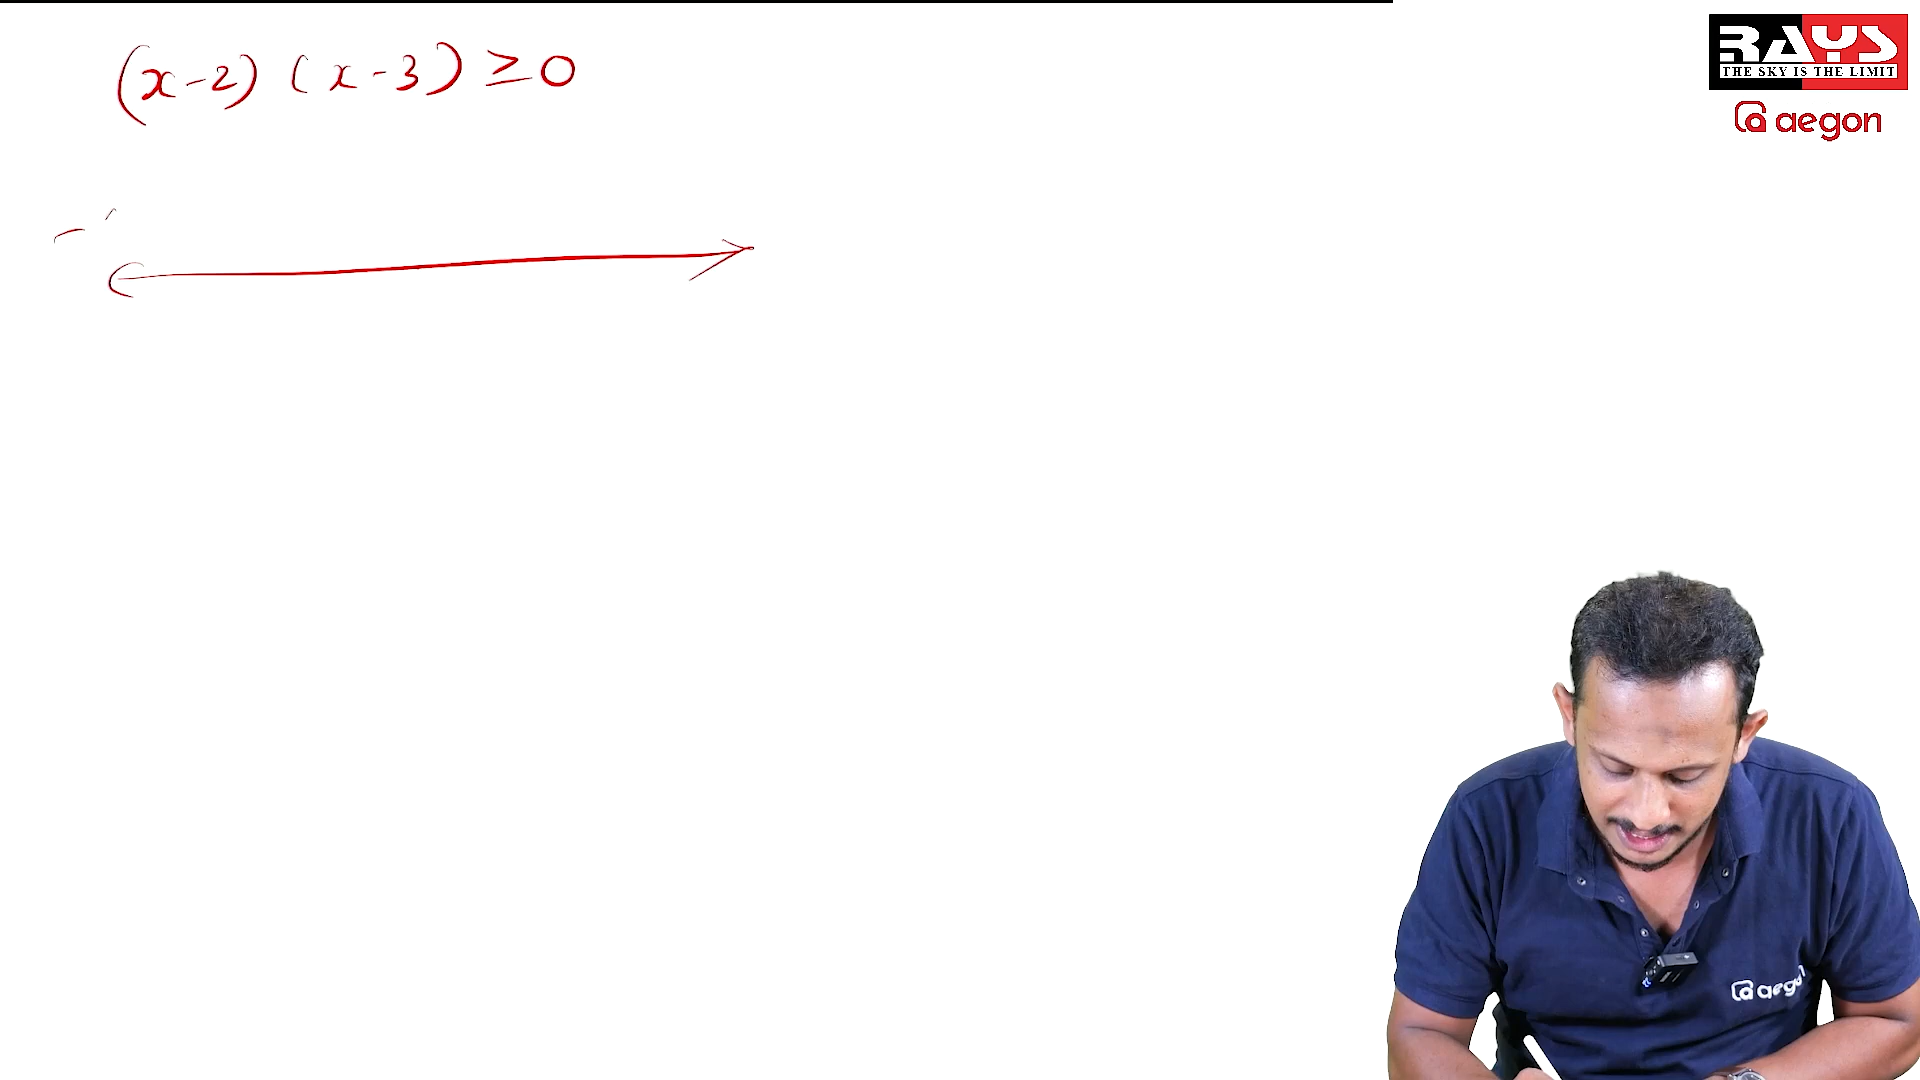 (x-2) (x-3) ≥ 0
RAYS
THE SKY IS THE LIMIT
aegon
-
aegon